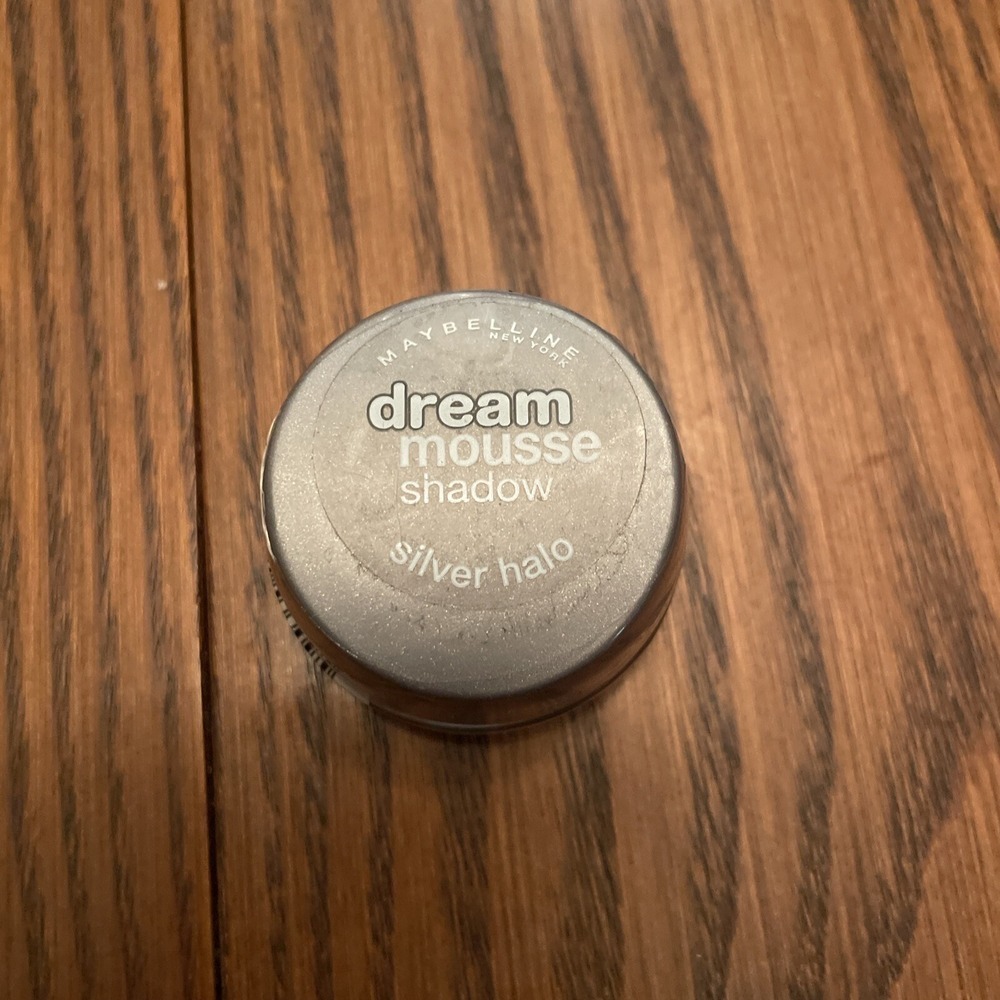 MAYBELLINE
NEW YORK
dream
mousse
shadow
silver halo